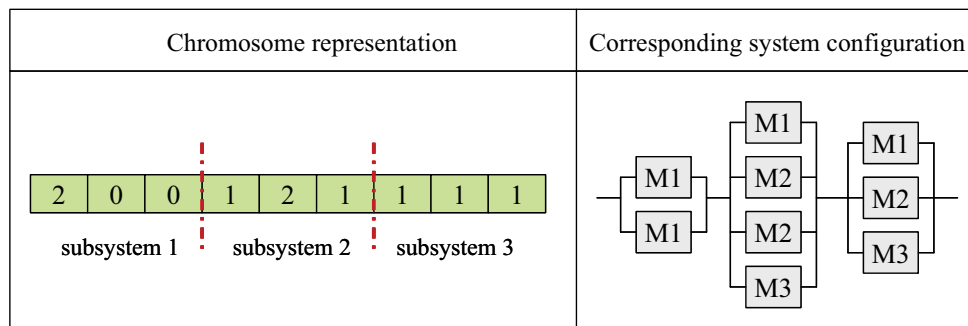 Chromosome representation
Corresponding system configuration
2 0 0 1 2 1 1 1 1
subsystem 1 subsystem 2 subsystem 3
M1
M1
M1
M2
M2
M3
M1
M2
M3